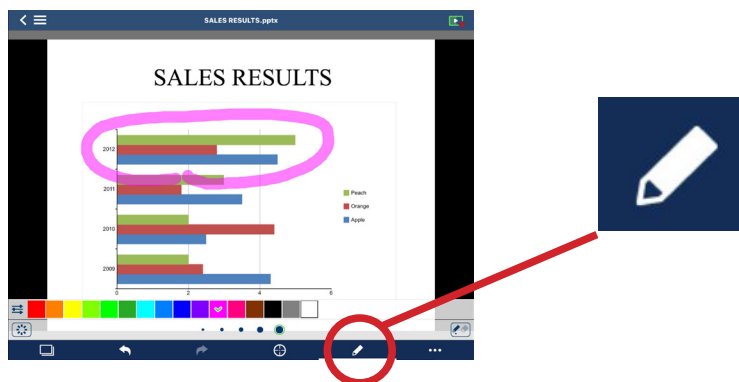 SALES RESULTS.pptx
SALES RESULTS
2012
2011
2010
2009
Peach
Orange
Apple
0 2 4 6